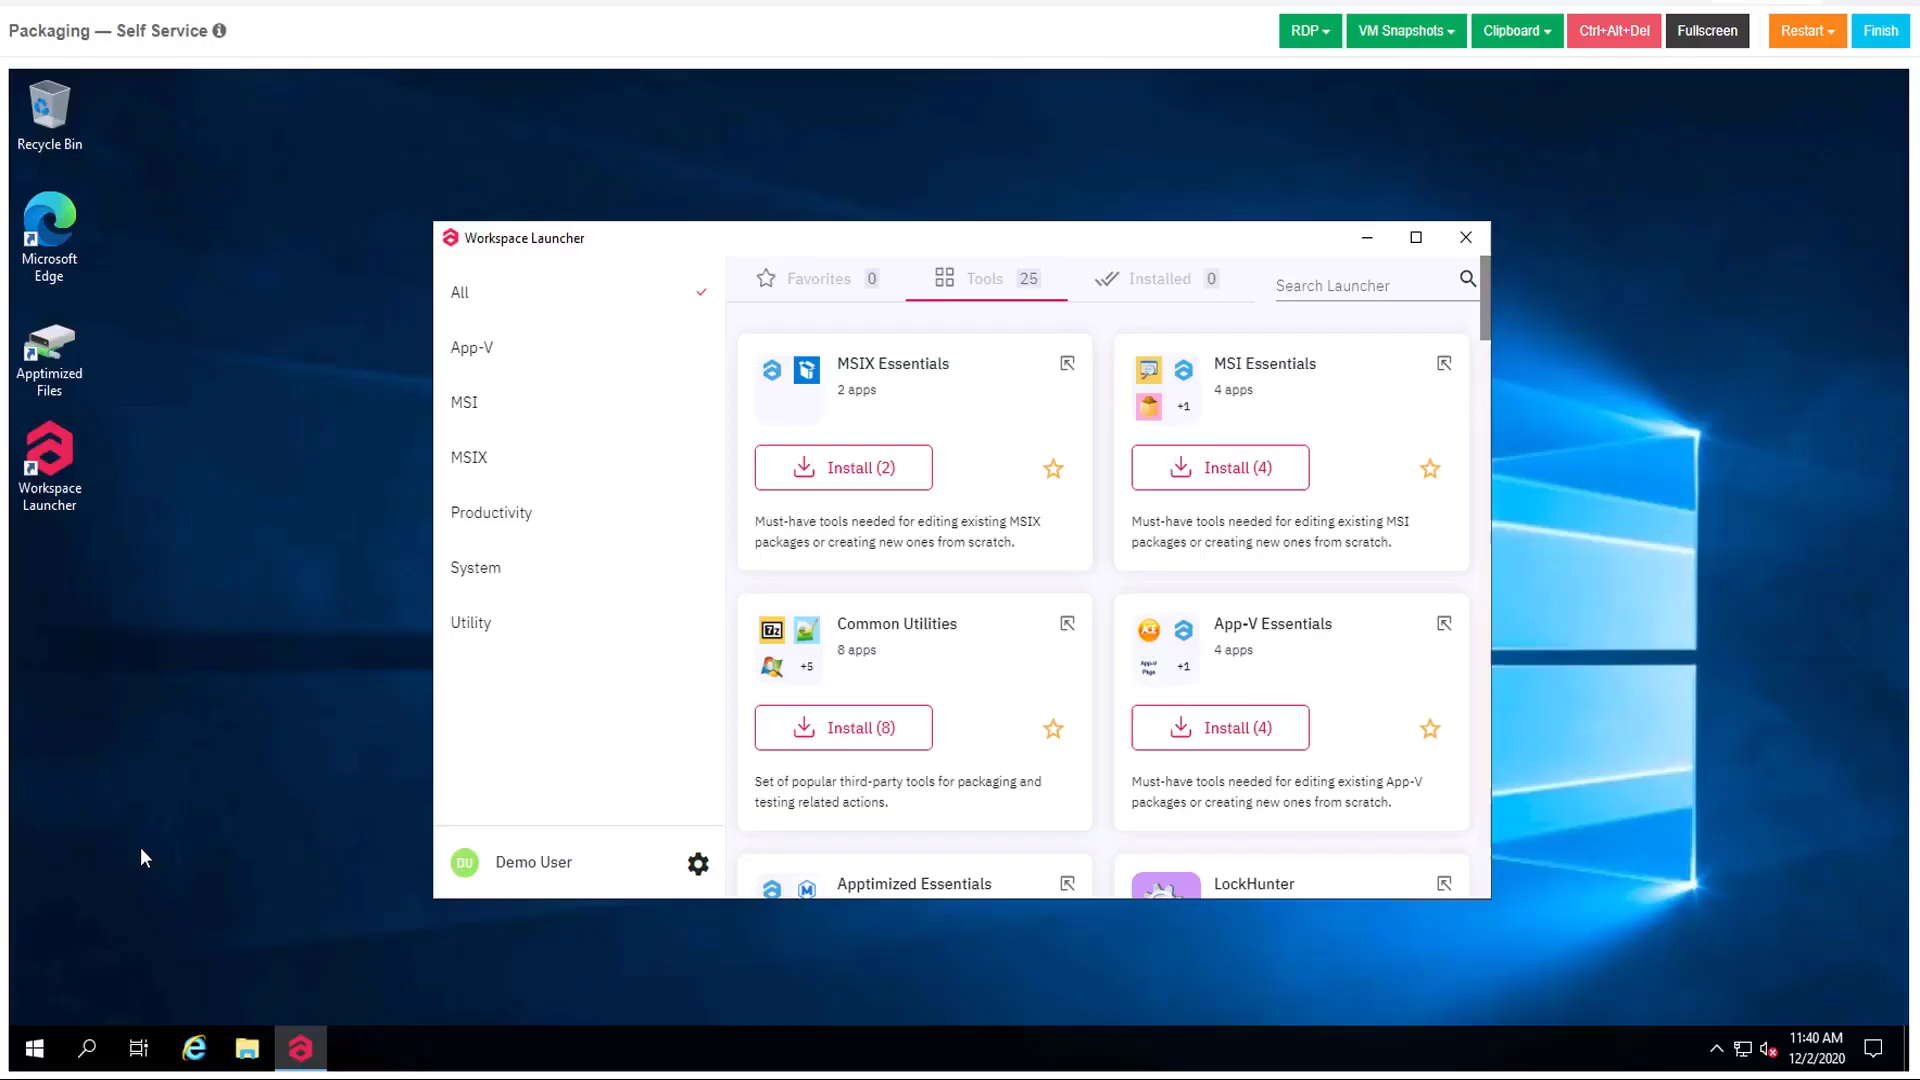 Packaging — Self Service
RDP
VM Snapshots
Clipboard
Ctrl+Alt+Del
Fullscreen
Restart
Finish
Recycle Bin
Microsoft
Edge
Apptimized
Files
Workspace
Launcher
Workspace Launcher
All
App-V
MSI
MSIX
Productivity
System
Utility
DU
Demo User
Favorites 0
Tools 25
Installed 0
Search Launcher
MSIX Essentials
2 apps
Install (2)
Must-have tools needed for editing existing MSIX
packages or creating new ones from scratch.
MSI Essentials
4 apps
+1
Install (4)
Must-have tools needed for editing existing MSI
packages or creating new ones from scratch.
7z
Common Utilities
8 apps
+5
Install (8)
Set of popular third-party tools for packaging and
testing related actions.
App-V Essentials
4 apps
App-V
Pkge
+1
Install (4)
Must-have tools needed for editing existing App-V
packages or creating new ones from scratch.
Apptimized Essentials
LockHunter
11:40 AM
12/2/2020